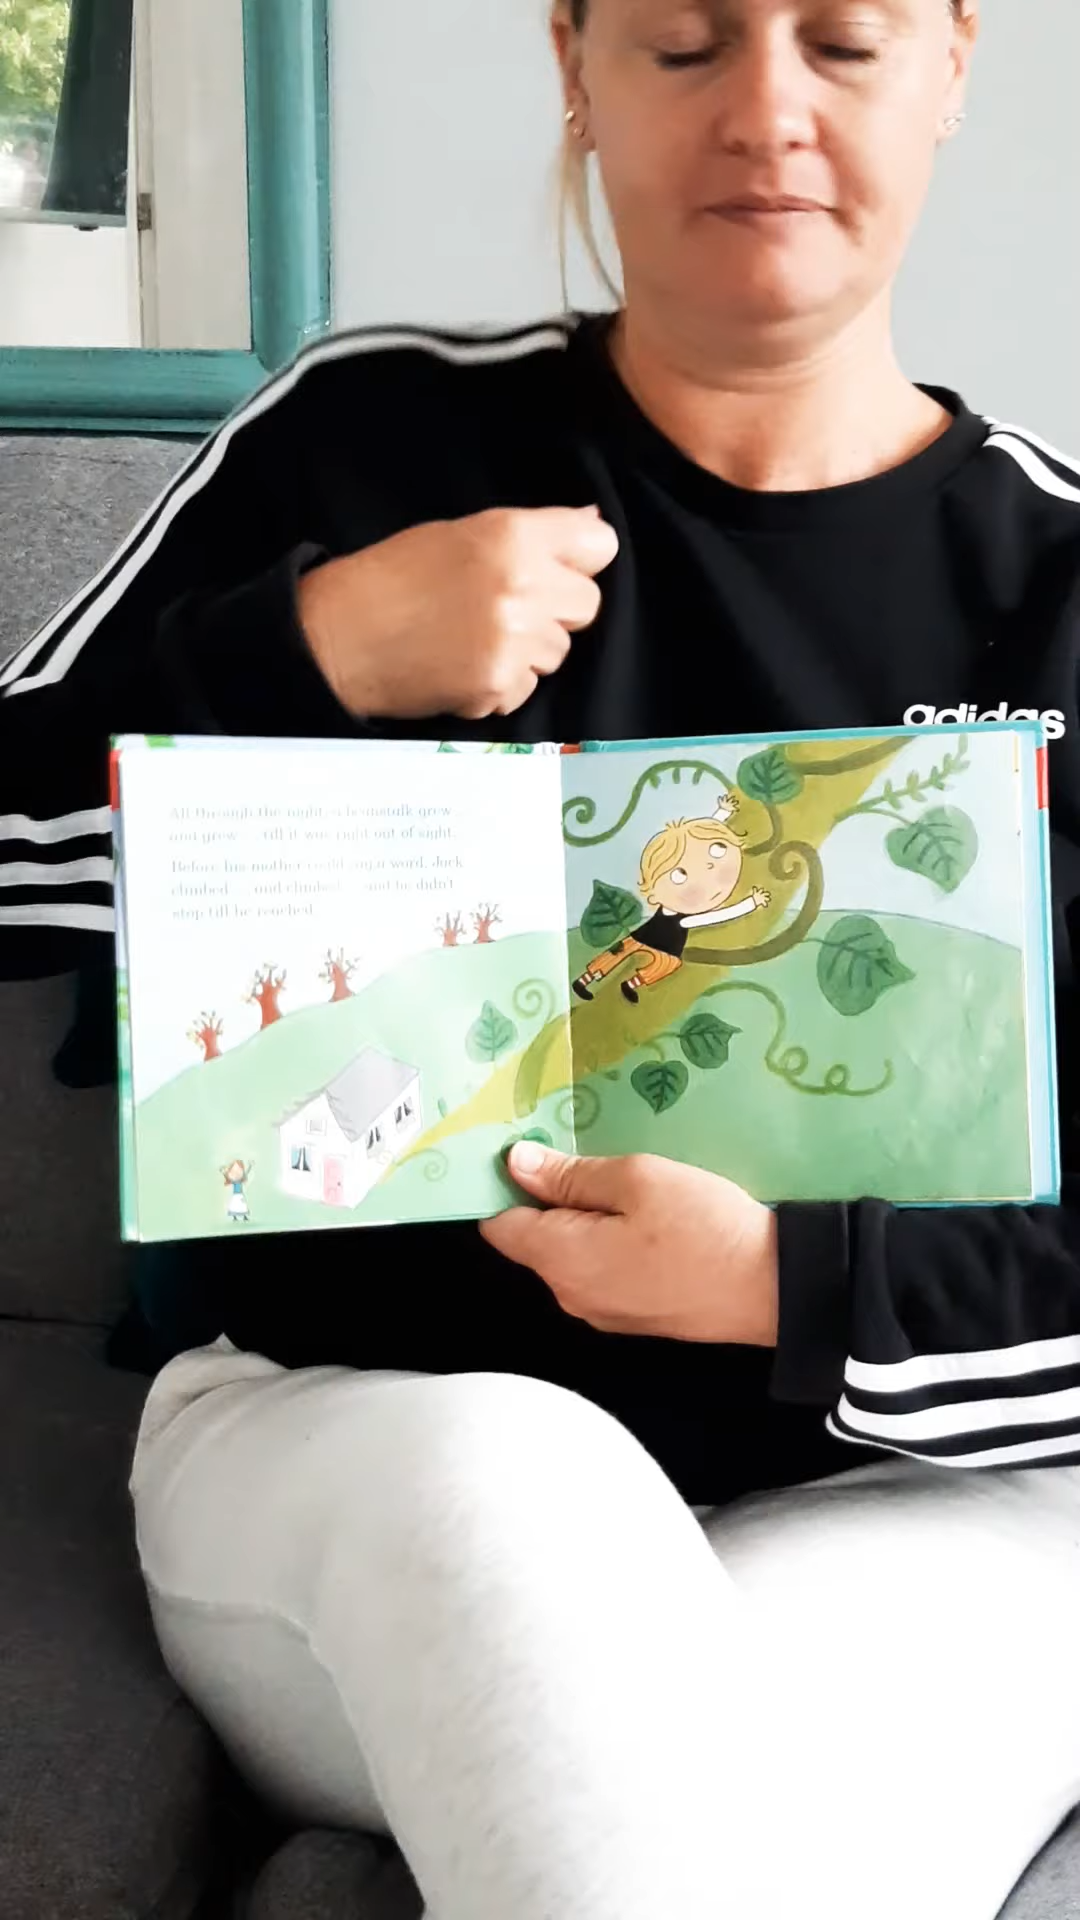 adidas
All through the night, the beanstalk grew...
and grew... till it was right out of sight.
Before his mother could say a word, Jack
climbed... and climbed... and he didn't
stop till he reached